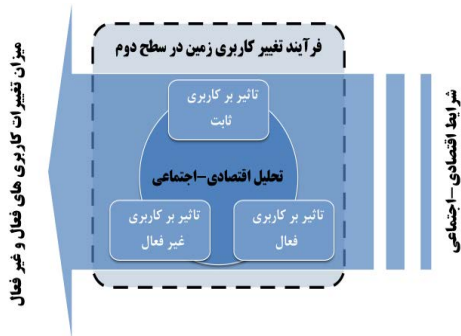 فرآیند تغییر کاربری زمین در سطح دوم
شرایط اقتصادی-اجتماعی
تاثیر بر کاربری
ثابت
تحلیل اقتصادی-اجتماعی
تاثیر بر کاربری
فعال
تاثیر بر کاربری
غیر فعال
میزان تغییرات کاربری های فعال و غیر فعال